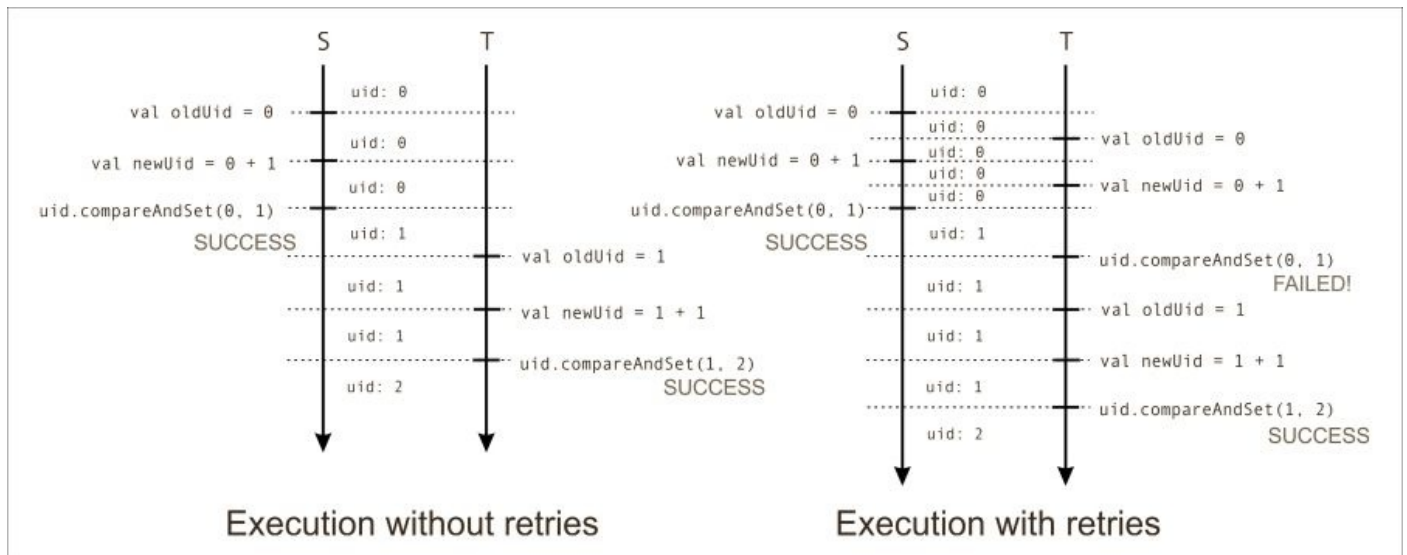 S T
uid: 0
val oldUid = 0
uid: 0
val newUid = 0 + 1
uid: 0
uid.compareAndSet(0, 1)
SUCCESS
uid: 1
val oldUid = 1
uid: 1
val newUid = 1 + 1
uid: 1
uid.compareAndSet(1, 2)
SUCCESS
uid: 2
Execution without retries
S T
uid: 0
val oldUid = 0
uid: 0
val oldUid = 0
uid: 0
val newUid = 0 + 1
uid: 0
val newUid = 0 + 1
uid: 0
uid.compareAndSet(0, 1)
SUCCESS
uid: 1
uid.compareAndSet(0, 1)
FAILED!
uid: 1
val oldUid = 1
uid: 1
val newUid = 1 + 1
uid: 1
uid.compareAndSet(1, 2)
SUCCESS
uid: 2
Execution with retries